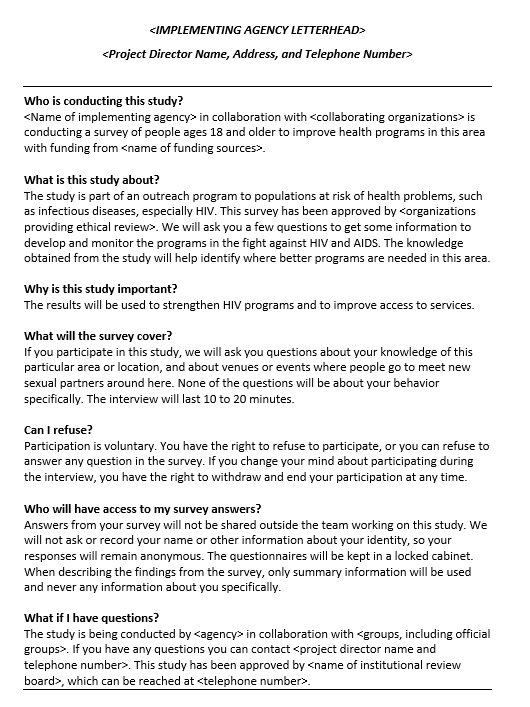 <IMPLEMENTING AGENCY LETTERHEAD>
<Project Director Name, Address, and Telephone Number>
Who is conducting this study?
<Name of implementing agency> in collaboration with <collaborating organizations> is
conducting a survey of people ages 18 and older to improve health programs in this area
with funding from <name of funding sources>.
What is this study about?
The study is part of an outreach program to populations at risk of health problems, such
as infectious diseases, especially HIV. This survey has been approved by <organizations
providing ethical review>. We will ask you a few questions to get some information to
develop and monitor the programs in the fight against HIV and AIDS. The knowledge
obtained from the study will help identify where better programs are needed in this area.
Why is this study important?
The results will be used to strengthen HIV programs and to improve access to services.
What will the survey cover?
If you participate in this study, we will ask you questions about your knowledge of this
particular area or location, and about venues or events where people go to meet new
sexual partners around here. None of the questions will be about your behavior
specifically. The interview will last 10 to 20 minutes.
Can I refuse?
Participation is voluntary. You have the right to refuse to participate, or you can refuse to
answer any question in the survey. If you change your mind about participating during
the interview, you have the right to withdraw and end your participation at any time.
Who will have access to my survey answers?
Answers from your survey will not be shared outside the team working on this study. We
will not ask or record your name or other information about your identity, so your
responses will remain anonymous. The questionnaires will be kept in a locked cabinet.
When describing the findings from the survey, only summary information will be used
and never any information about you specifically.
What if I have questions?
The study is being conducted by <agency> in collaboration with <groups, including official
groups>. If you have any questions you can contact <project director name and
telephone number>. This study has been approved by <name of institutional review
board>, which can be reached at <telephone number>.